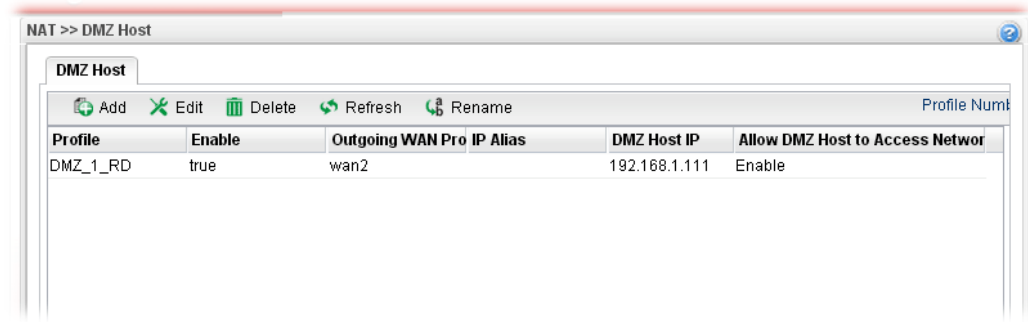 NAT >> DMZ Host
DMZ Host
Add Edit Delete Refresh Rename Profile Numb
Profile Enable Outgoing WAN Pro IP Alias DMZ Host IP Allow DMZ Host to Access Networ
DMZ_1_RD true wan2 192.168.1.111 Enable